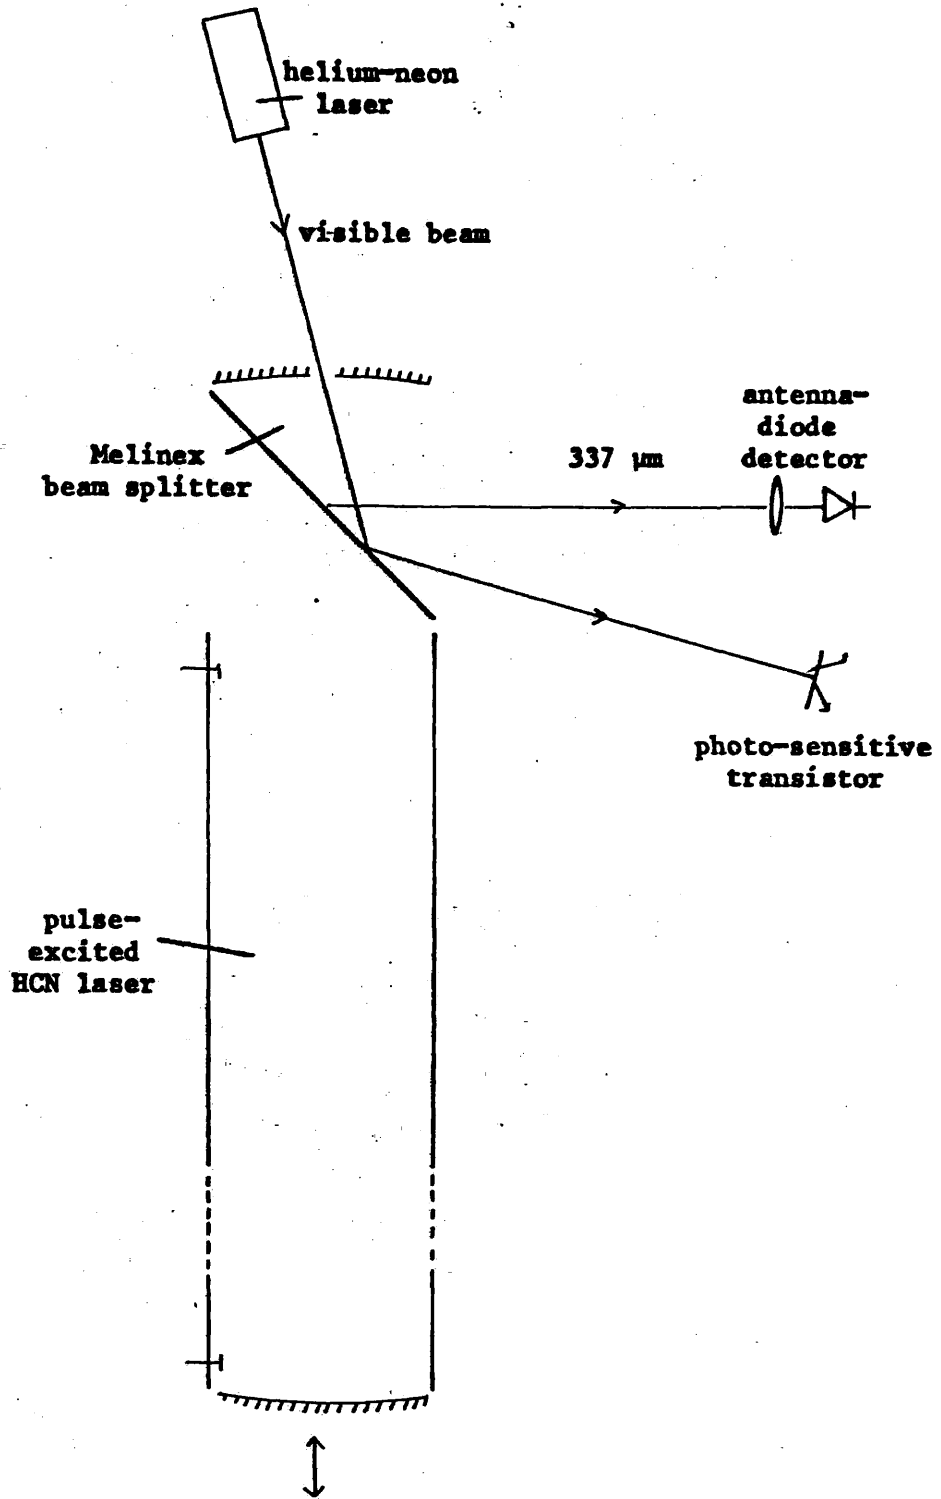 helium-neon
laser
visible beam
antenna-
diode
detector
337 μm
Melinex
beam splitter
photo-sensitive
transistor
pulse-
excited
HCN laser